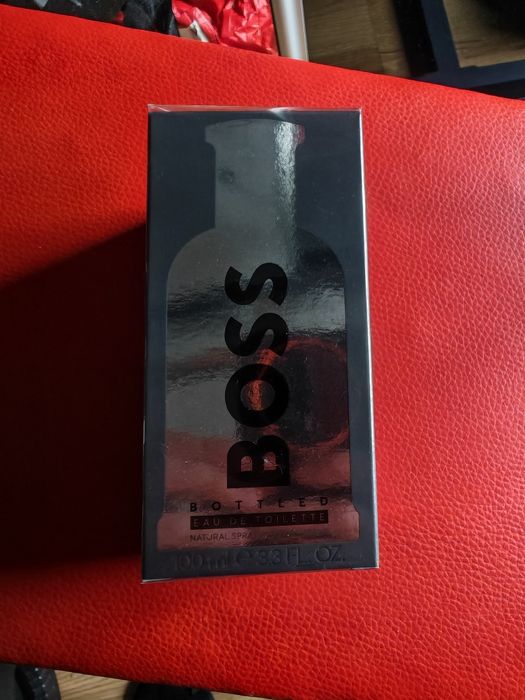 BOSS
BOTTLED
EAU DE TOILETTE
NATURAL SPRAY
100 ml ℮ 3.3 FL. OZ.